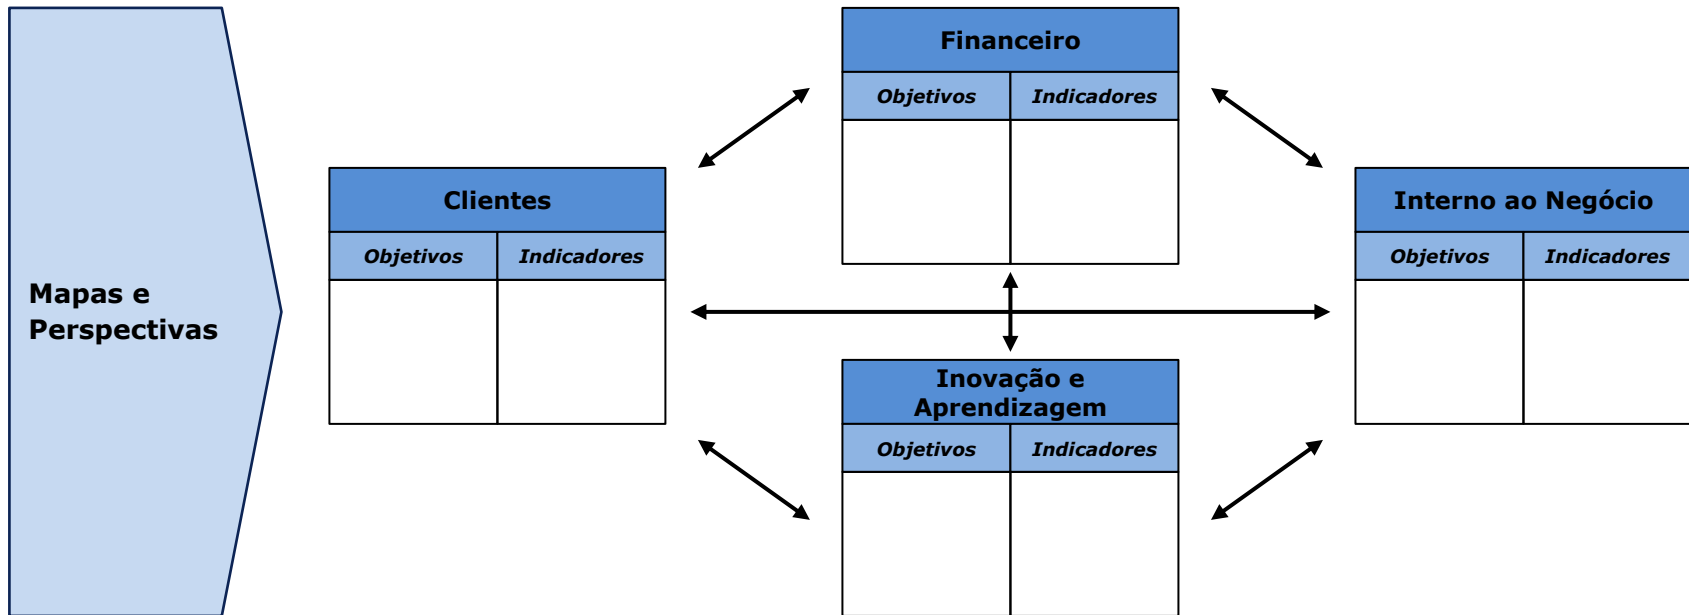 Mapas e
Perspectivas
Financeiro
Objetivos
Indicadores
Clientes
Objetivos
Indicadores
Interno ao Negócio
Objetivos
Indicadores
Inovação e
Aprendizagem
Objetivos
Indicadores